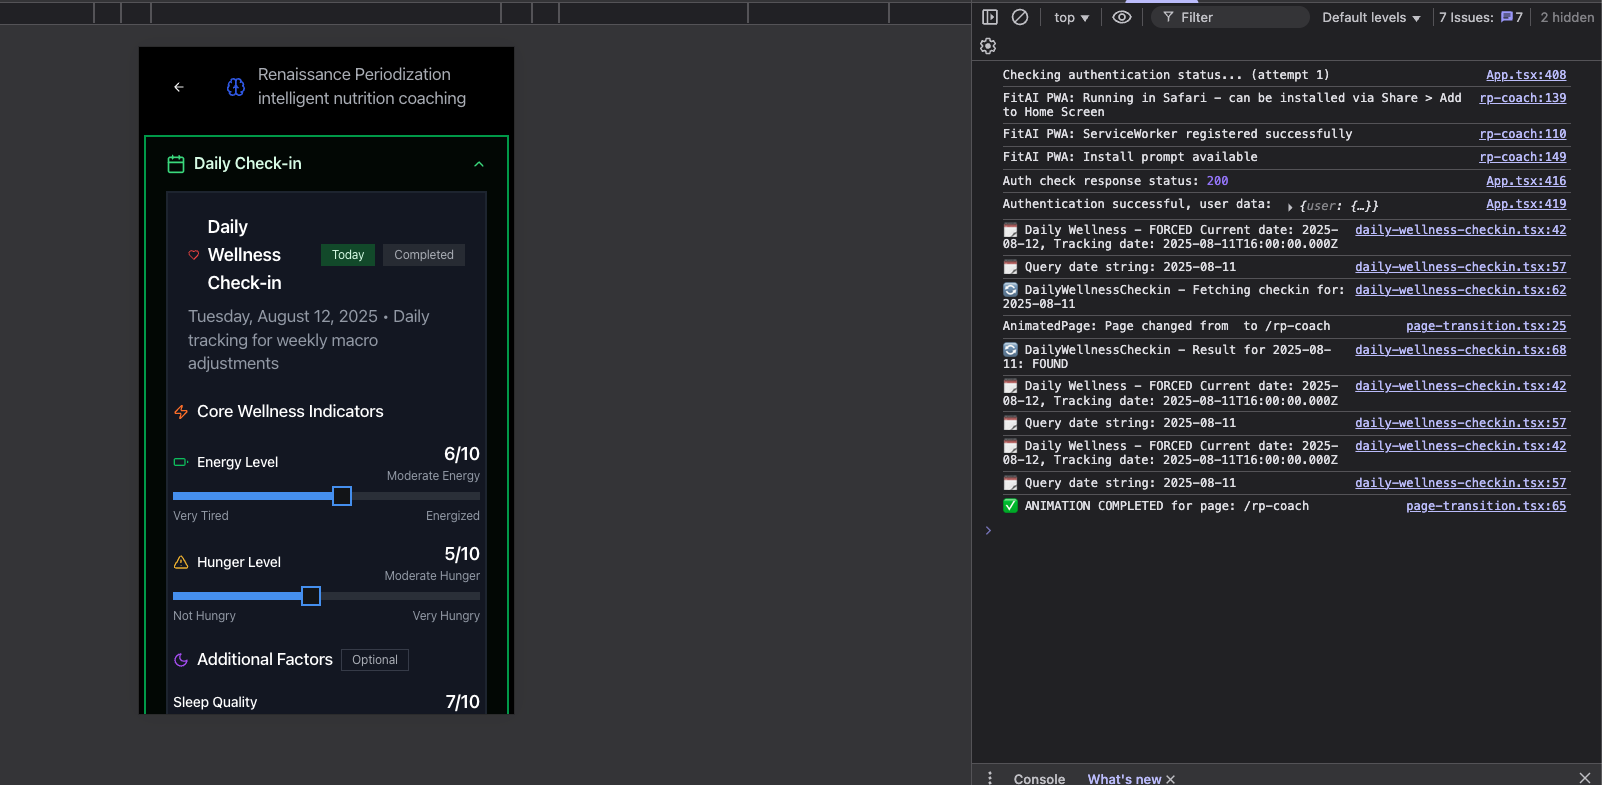 Renaissance Periodization
intelligent nutrition coaching
Daily Check-in
Daily
Wellness
Check-in
Today
Completed
Tuesday, August 12, 2025 • Daily
tracking for weekly macro
adjustments
Core Wellness Indicators
Energy Level
6/10
Moderate Energy
Very Tired
Energized
Hunger Level
5/10
Moderate Hunger
Not Hungry
Very Hungry
Additional Factors
Optional
Sleep Quality
7/10
top
Filter
Default levels
7 Issues:
7
2 hidden
Checking authentication status... (attempt 1)
App.tsx:408
FitAI PWA: Running in Safari – can be installed via Share > Add
to Home Screen
rp-coach:139
FitAI PWA: ServiceWorker registered successfully
rp-coach:110
FitAI PWA: Install prompt available
rp-coach:149
Auth check response status: 200
App.tsx:416
Authentication successful, user data: {user: {…}}
App.tsx:419
Daily Wellness – FORCED Current date: 2025-
08-12, Tracking date: 2025-08-11T16:00:00.000Z
daily-wellness-checkin.tsx:42
Query date string: 2025-08-11
daily-wellness-checkin.tsx:57
DailyWellnessCheckin – Fetching checkin for:
2025-08-11
daily-wellness-checkin.tsx:62
AnimatedPage: Page changed from  to /rp-coach
page-transition.tsx:25
DailyWellnessCheckin – Result for 2025-08-
11: FOUND
daily-wellness-checkin.tsx:68
Daily Wellness – FORCED Current date: 2025-
08-12, Tracking date: 2025-08-11T16:00:00.000Z
daily-wellness-checkin.tsx:42
Query date string: 2025-08-11
daily-wellness-checkin.tsx:57
Daily Wellness – FORCED Current date: 2025-
08-12, Tracking date: 2025-08-11T16:00:00.000Z
daily-wellness-checkin.tsx:42
Query date string: 2025-08-11
daily-wellness-checkin.tsx:57
ANIMATION COMPLETED for page: /rp-coach
page-transition.tsx:65
Console
What's new